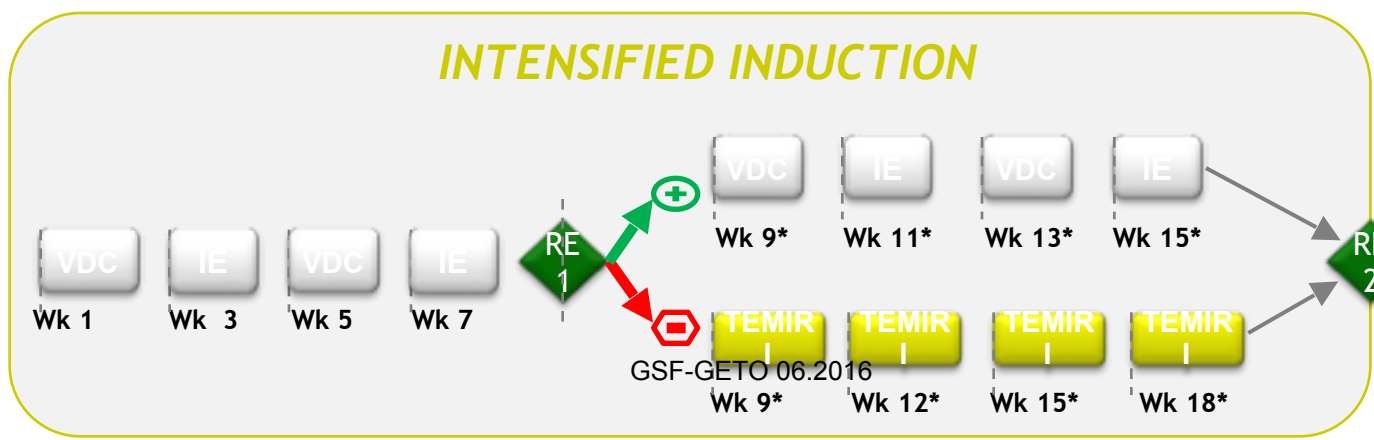 INTENSIFIED INDUCTION
VDC IE VDC IE
Wk 9* Wk 11* Wk 13* Wk 15*
VDC IE VDC IE
Wk 1 Wk 3 Wk 5 Wk 7
RE
1
RE
2
TEMIR TEMIR TEMIR TEMIR
I I I I
GSF-GETO 06.2016
Wk 9* Wk 12* Wk 15* Wk 18*